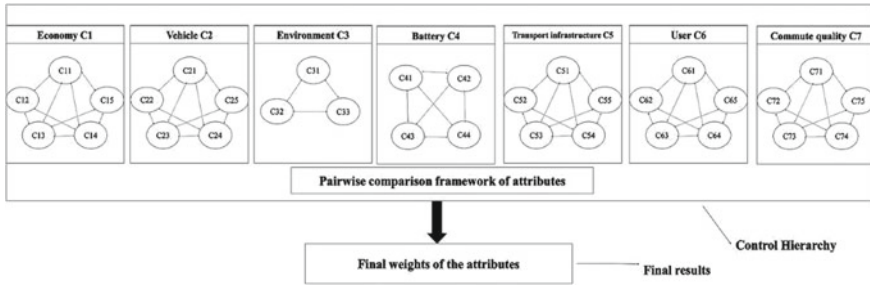 Economy C1
Vehicle C2
Environment C3
Battery C4
Transport infrastructure C5
User C6
Commute quality C7
C11
C12
C15
C13
C14
C21
C22
C25
C23
C24
C31
C32
C33
C41
C42
C43
C44
C51
C52
C55
C53
C54
C61
C62
C65
C63
C64
C71
C72
C75
C73
C74
Pairwise comparison framework of attributes
Control Hierarchy
Final weights of the attributes
Final results